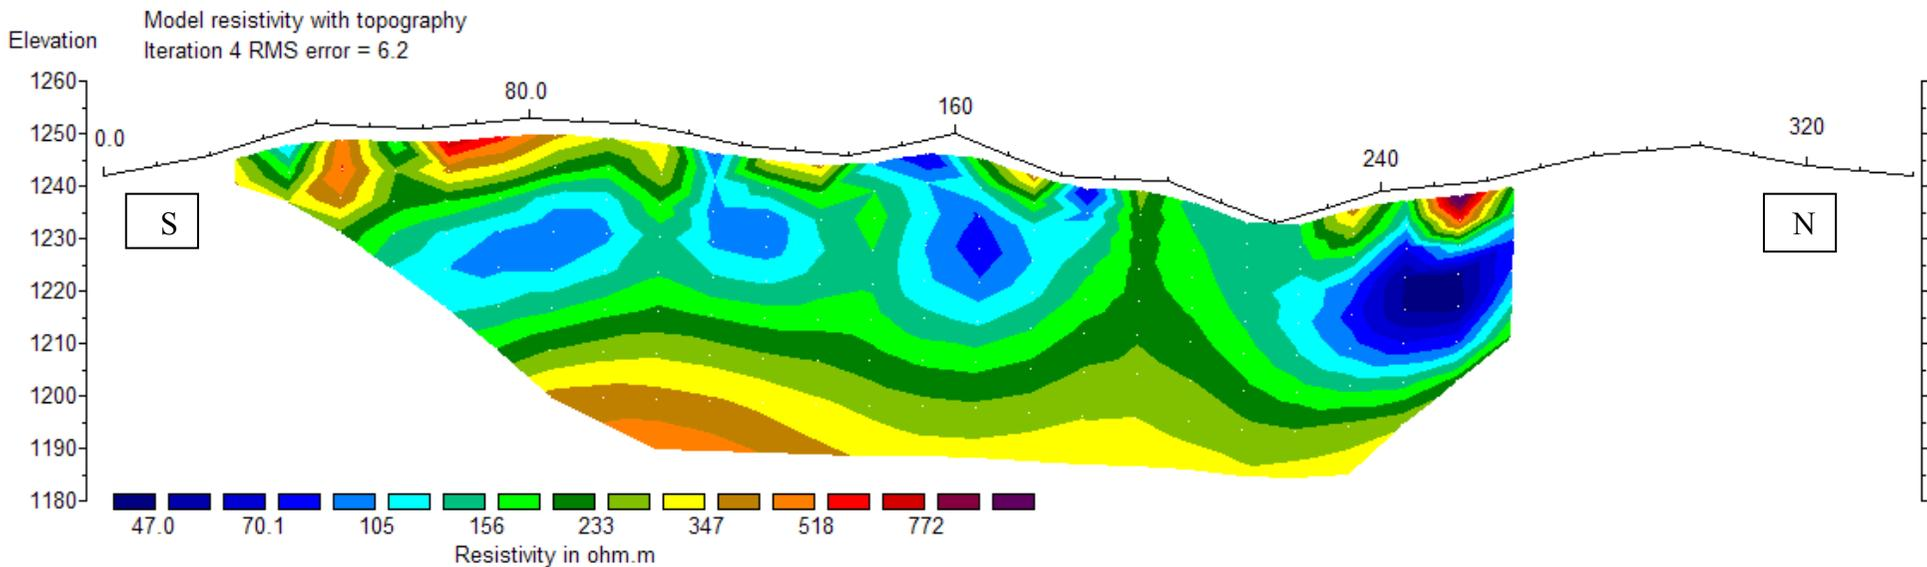 Model resistivity with topography
Elevation
Iteration 4 RMS error = 6.2
1260
80.0
160
1250
0.0
320
240
1240
S
N
1230
1220
1210
1200
1190
1180
47.0 70.1 105 156 233 347 518 772
Resistivity in ohm.m